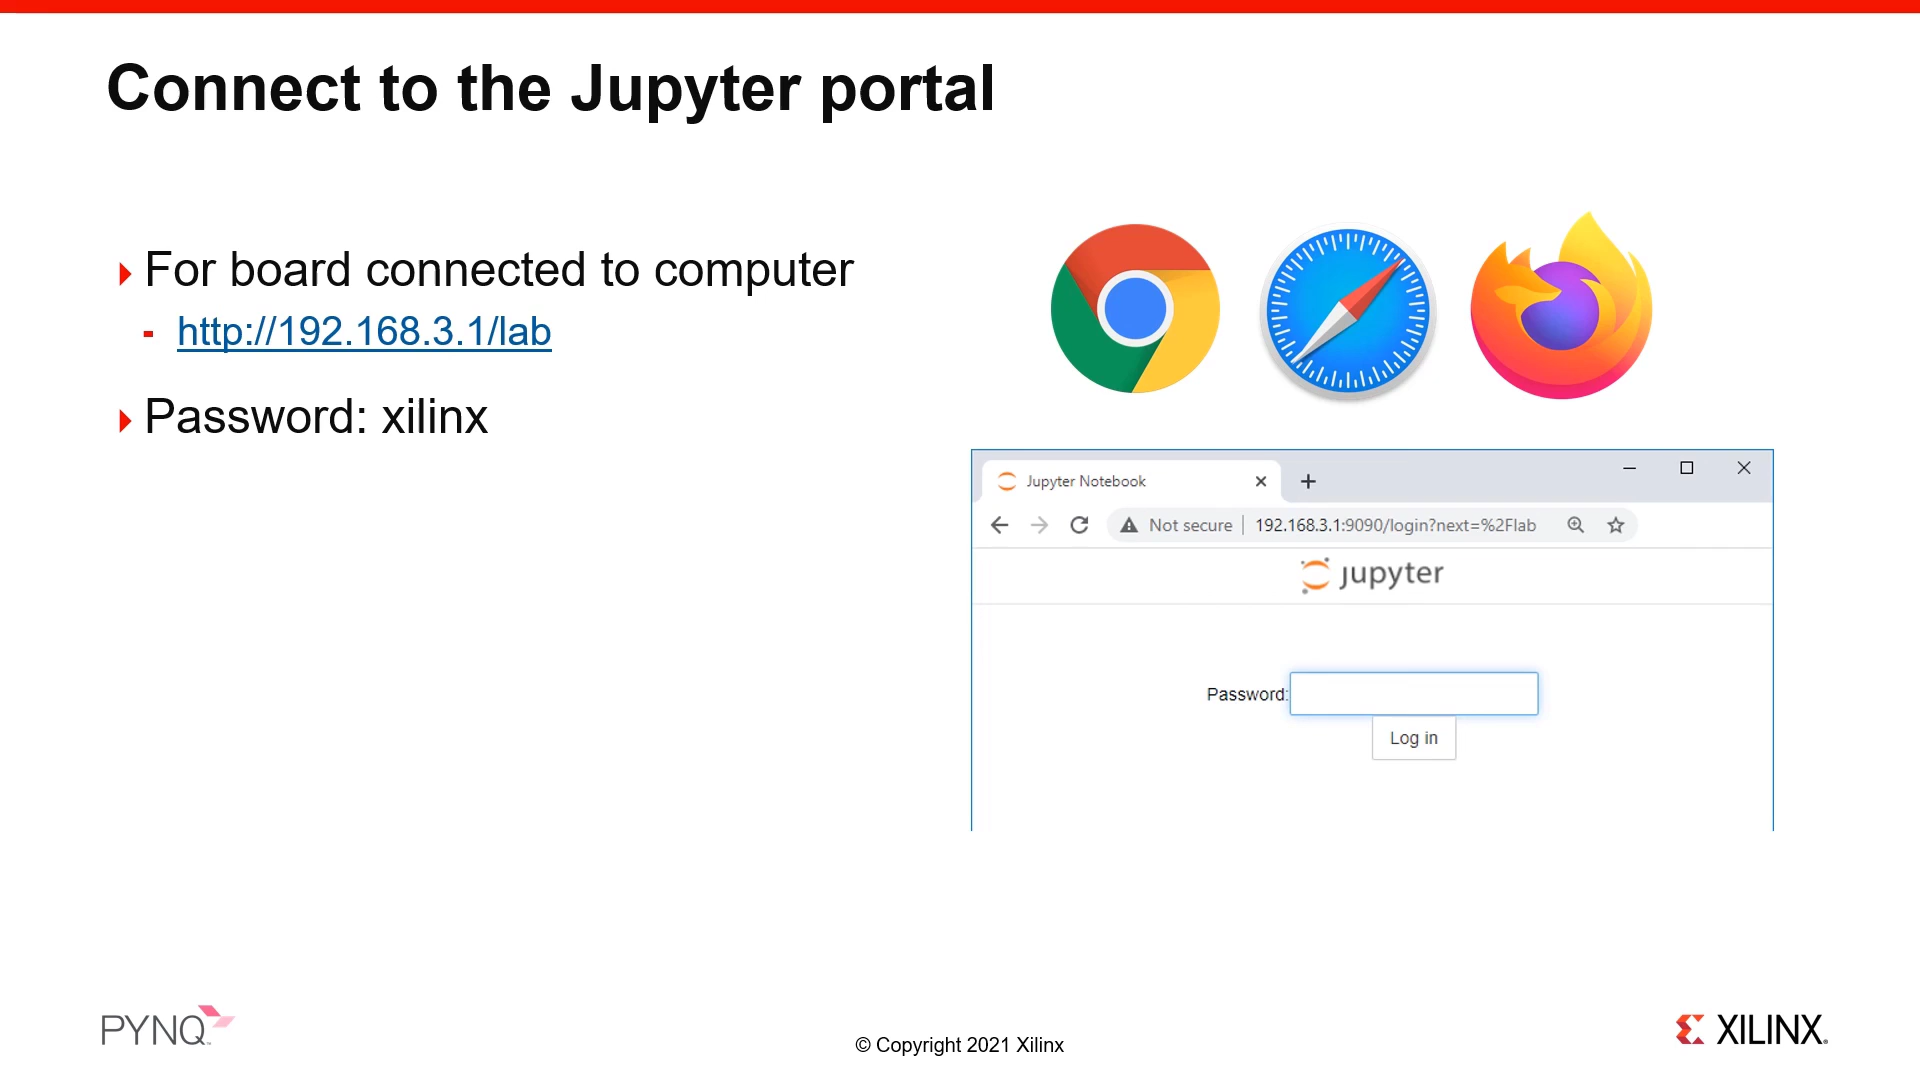 Connect to the Jupyter portal
For board connected to computer
- http://192.168.3.1/lab
Password: xilinx
Jupyter Notebook
Not secure | 192.168.3.1:9090/login?next=%2Flab
jupyter
Password:
Log in
PYNQ™
© Copyright 2021 Xilinx
XILINX®